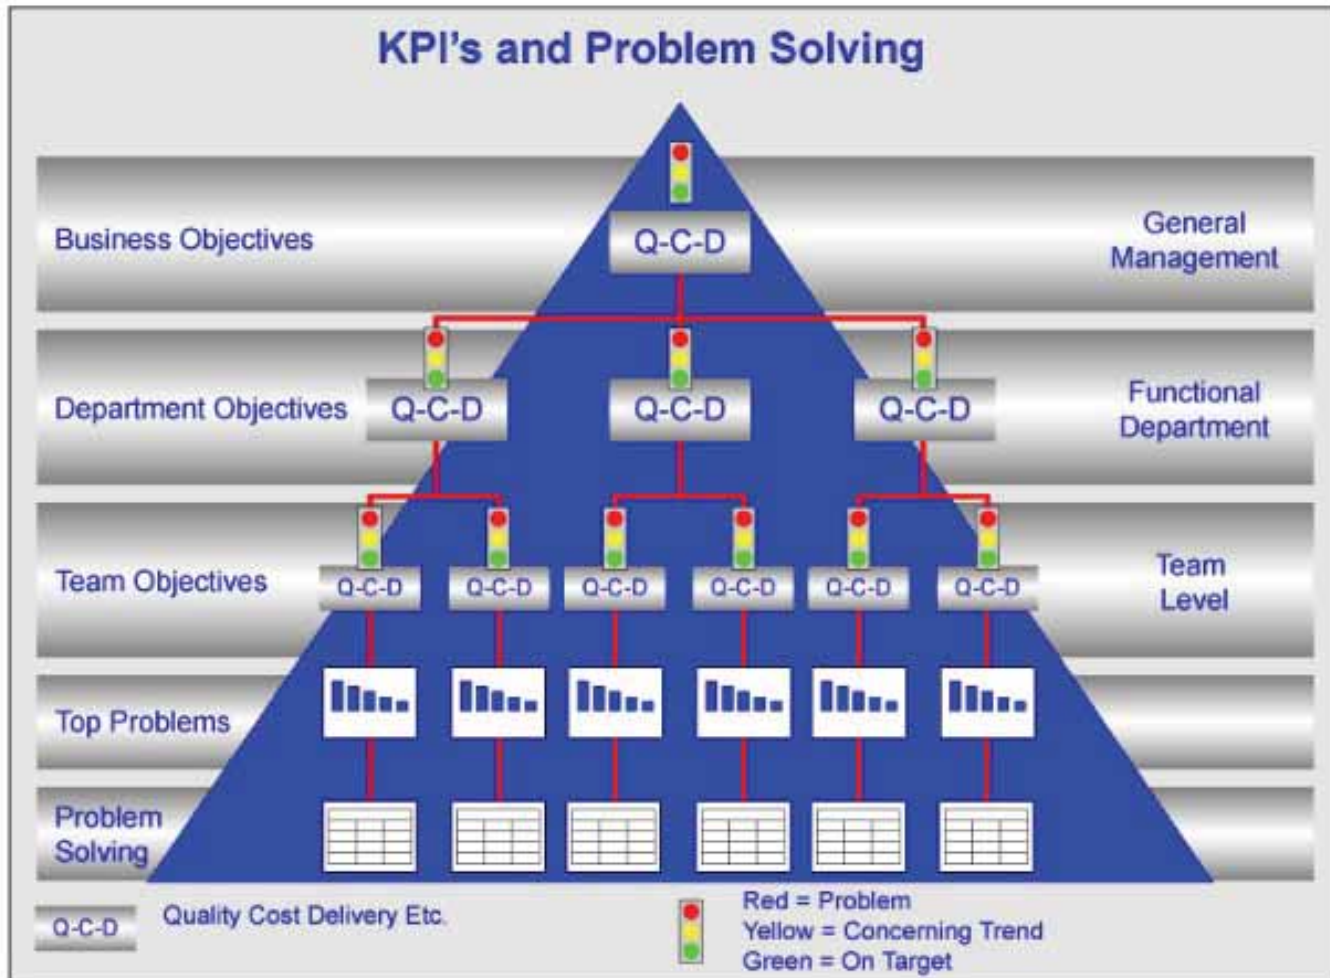 KPI's and Problem Solving
Business Objectives
Q-C-D
General
Management
Department Objectives
Q-C-D
Q-C-D
Q-C-D
Functional
Department
Team Objectives
Q-C-D
Q-C-D
Q-C-D
Q-C-D
Q-C-D
Q-C-D
Team
Level
Top Problems
Problem
Solving
Q-C-D
Quality Cost Delivery Etc.
Red = Problem
Yellow = Concerning Trend
Green = On Target